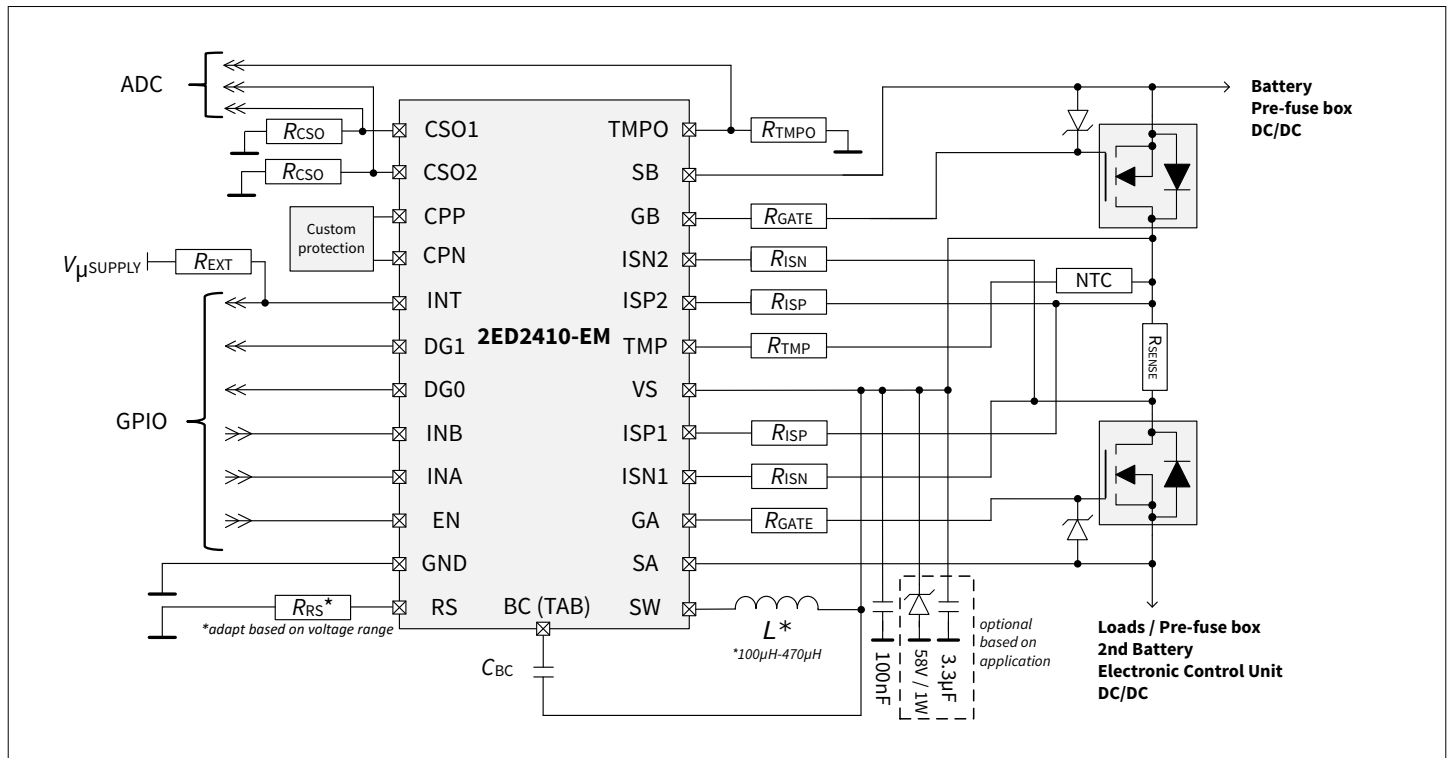 ADC
RCSO
RCSO
Custom
protection
VμSUPPLY
REXT
GPIO
RRS*
*adapt based on voltage range
CSO1
CSO2
CPP
CPN
INT
DG1
DG0
INB
INA
EN
GND
RS
2ED2410-EM
BC (TAB)
TMPO
SB
GB
ISN2
ISP2
TMP
VS
ISP1
ISN1
GA
SA
SW
RTMPO
RGATE
RISN
RISP
RTMP
RISP
RISN
RGATE
NTC
RSENSE
Battery
Pre-fuse box
DC/DC
L*
*100μH-470μH
CBC
100nF
58V / 1W
3.3μF
optional
based on
application
Loads / Pre-fuse box
2nd Battery
Electronic Control Unit
DC/DC